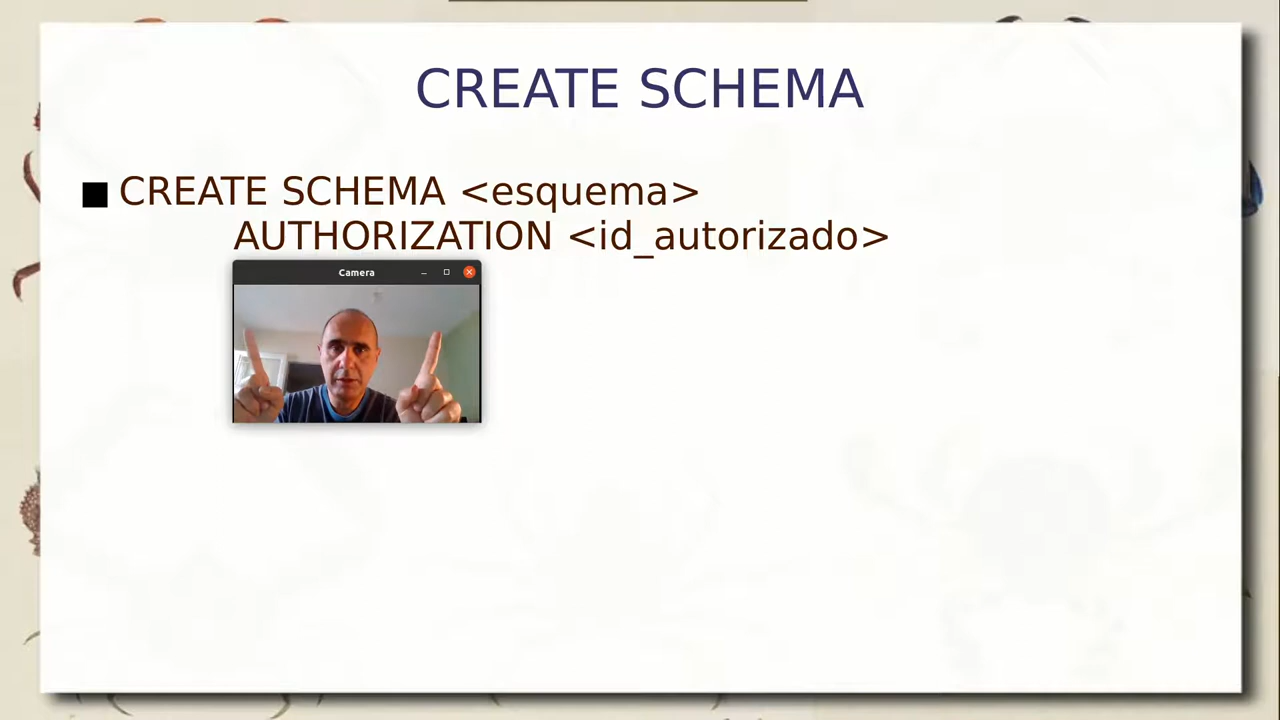 CREATE SCHEMA
CREATE SCHEMA <esquema>
AUTHORIZATION <id_autorizado>
Camera